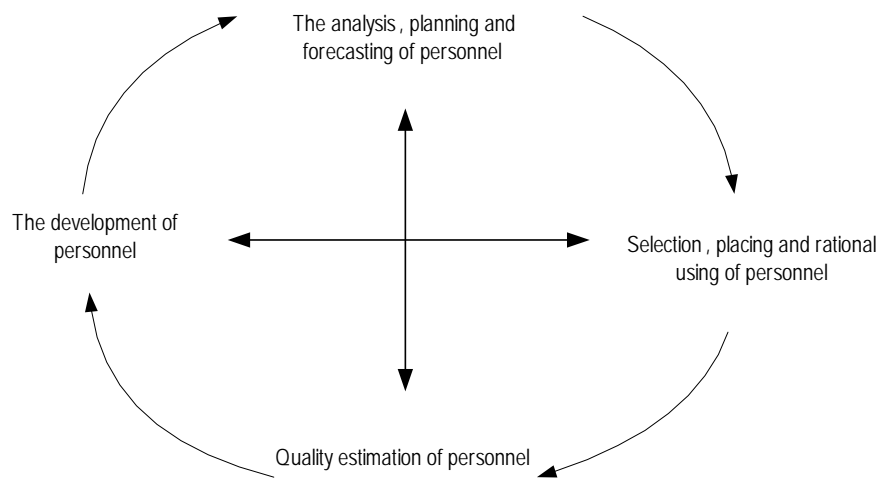 The analysis , planning and
forecasting of personnel
The development of
personnel
Selection , placing and rational
using of personnel
Quality estimation of personnel